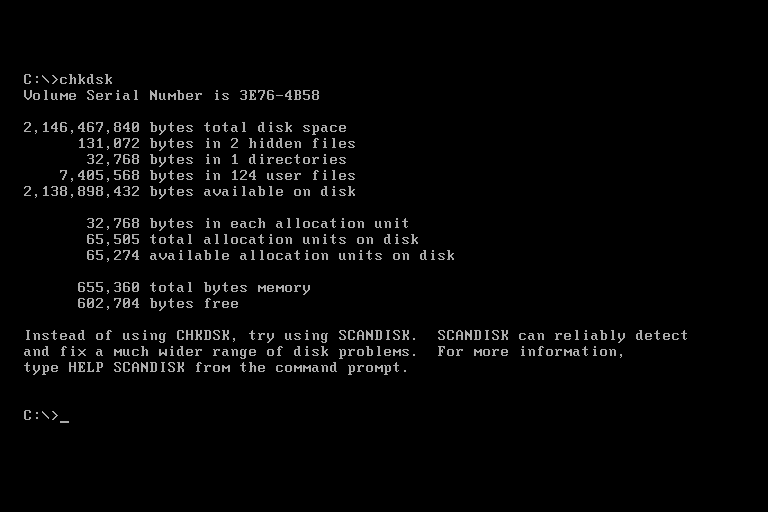 C:\>chkdsk
Volume Serial Number is 3E76-4B58
2,146,467,840 bytes total disk space
131,072 bytes in 2 hidden files
32,768 bytes in 1 directories
7,405,568 bytes in 124 user files
2,138,898,432 bytes available on disk
32,768 bytes in each allocation unit
65,505 total allocation units on disk
65,274 available allocation units on disk
655,360 total bytes memory
602,704 bytes free
Instead of using CHKDSK, try using SCANDISK.  SCANDISK can reliably detect
and fix a much wider range of disk problems.  For more information,
type HELP SCANDISK from the command prompt.
C:\>_